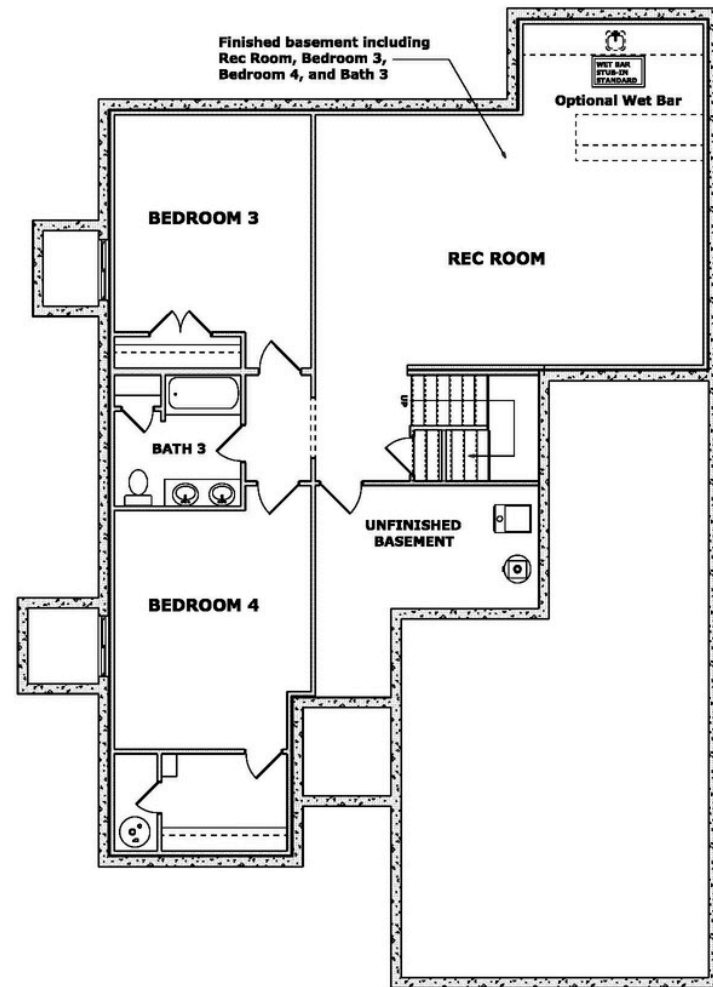 Finished basement including
Rec Room, Bedroom 3,
Bedroom 4, and Bath 3
WET BAR
STUB-IN
STANDARD
Optional Wet Bar
BEDROOM 3
REC ROOM
UP
BATH 3
UNFINISHED
BASEMENT
BEDROOM 4